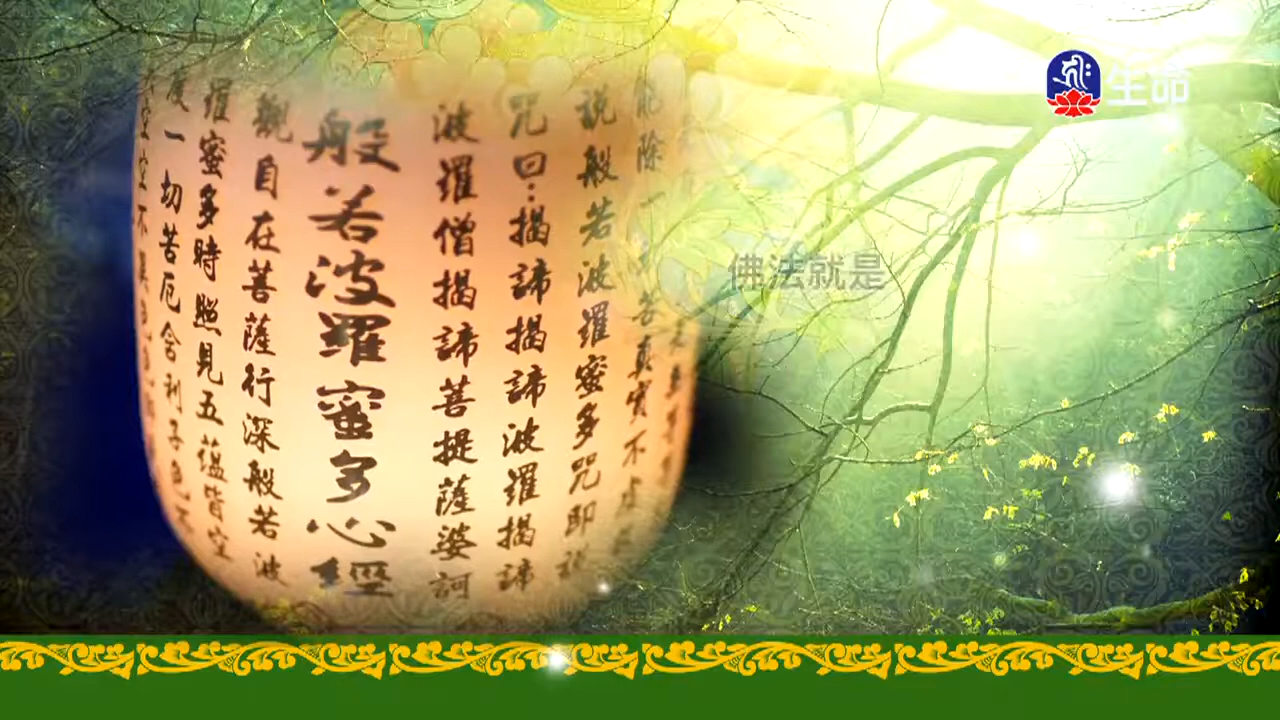 能除一切苦真實不虛
說般若波羅蜜多咒即說
咒曰:揭諦揭諦波羅揭諦
波羅僧揭諦菩提薩婆訶
般若波羅蜜多心經
觀自在菩薩行深般若波
羅蜜多時照見五蘊皆空
度一切苦厄舍利子色不
生命
佛法就是